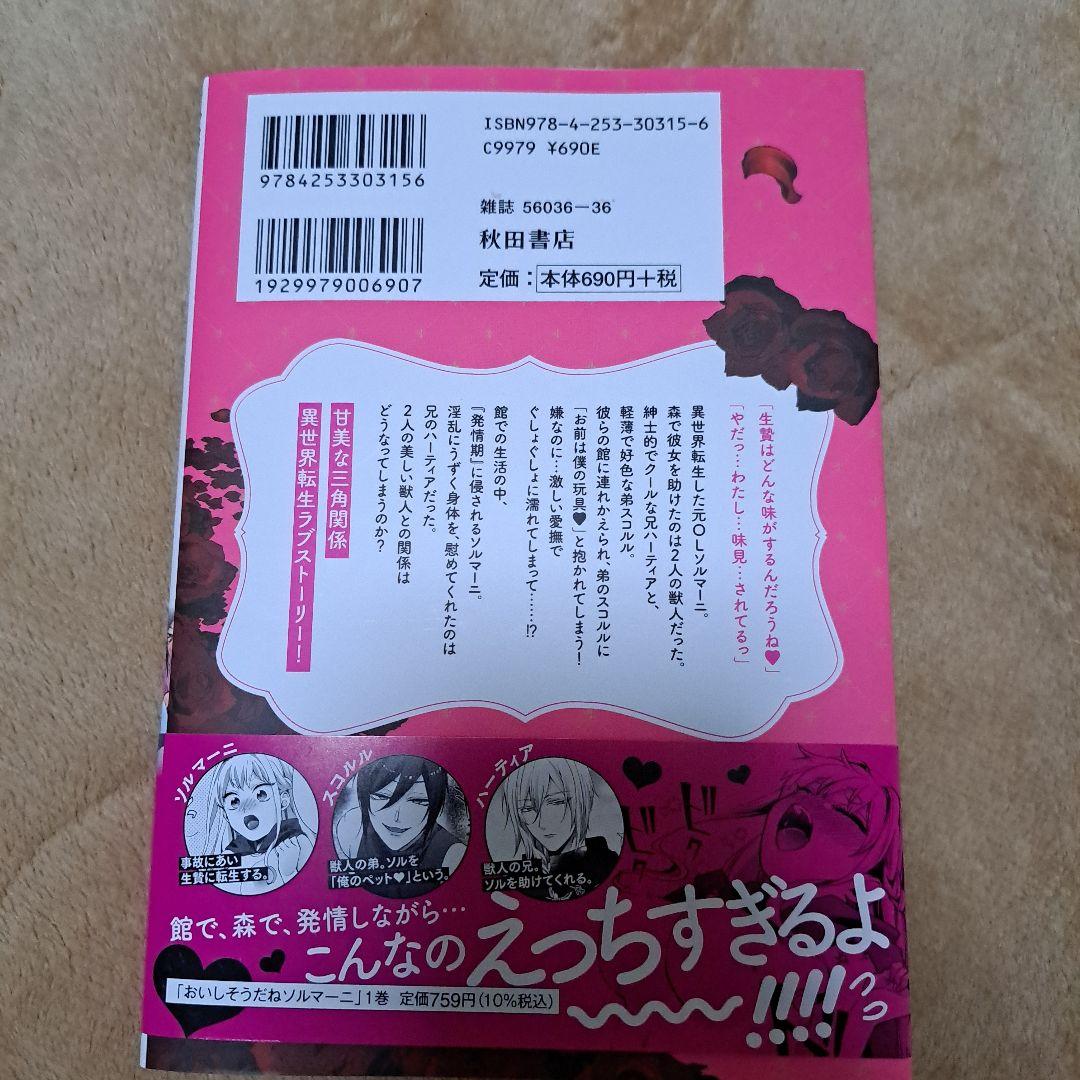 ISBN978-4-253-30315-6
C9979 ¥690E
9784253303156
雑誌 56036-36
秋田書店
1929979006907
定価：本体690円+税
「生贄はどんな味がするんだろうね♥」
「やだっ…わたし…味見…されてるっ」
異世界転生した元OLソルマーニ。
森で彼女を助けたのは2人の獣人だった。
紳士的でクールな兄ハーティアと、
軽薄で好色な弟スコルル。
彼らの館に連れかえられ、弟のスコルルに
「お前は僕の玩具♥」と抱かれてしまう!
嫌なのに…激しい愛撫で
ぐしょぐしょに濡れてしまって……!?
館での生活の中、
『発情期』に侵されるソルマーニ。
淫乱にうずく身体を、慰めてくれたのは
兄のハーティアだった。
2人の美しい獣人との関係は
どうなってしまうのか?
甘美な三角関係
異世界転生ラブストーリー!
ソルマーニ
事故にあい
生贄に転生する。
スコルル
獣人の弟。ソルを
「俺のペット♥」という。
ハーティア
獣人の兄。
ソルを助けてくれる。
ドクドク
館で、森で、発情しながら…
こんなのえっちすぎるよ
〜〜〜!!!!っっ
「おいしそうだねソルマーニ」1巻 定価759円(10%税込)